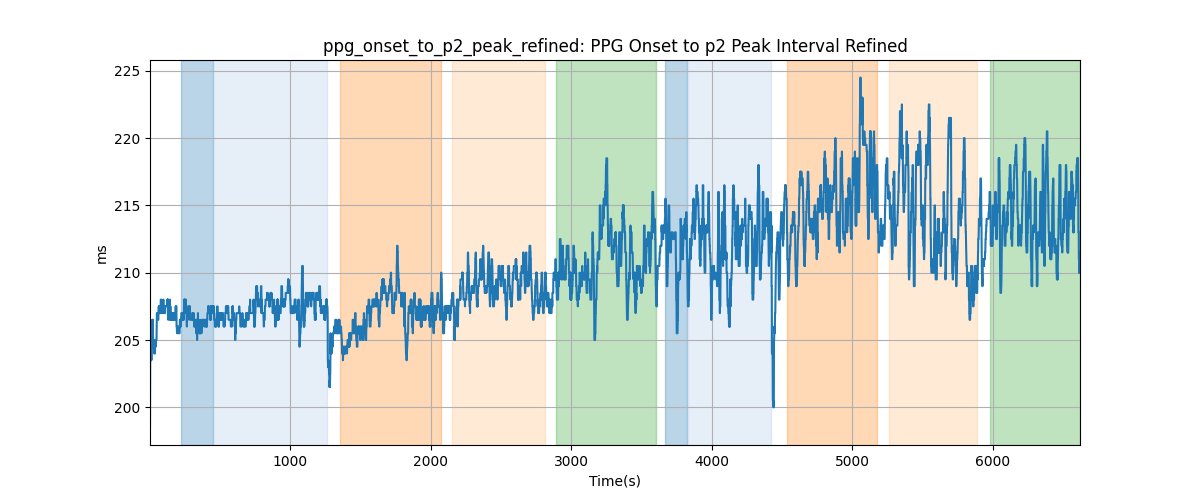 ppg_onset_to_p2_peak_refined: PPG Onset to p2 Peak Interval Refined
225
220
215
210
205
200
ms
1000 2000 3000 4000 5000 6000
Time(s)